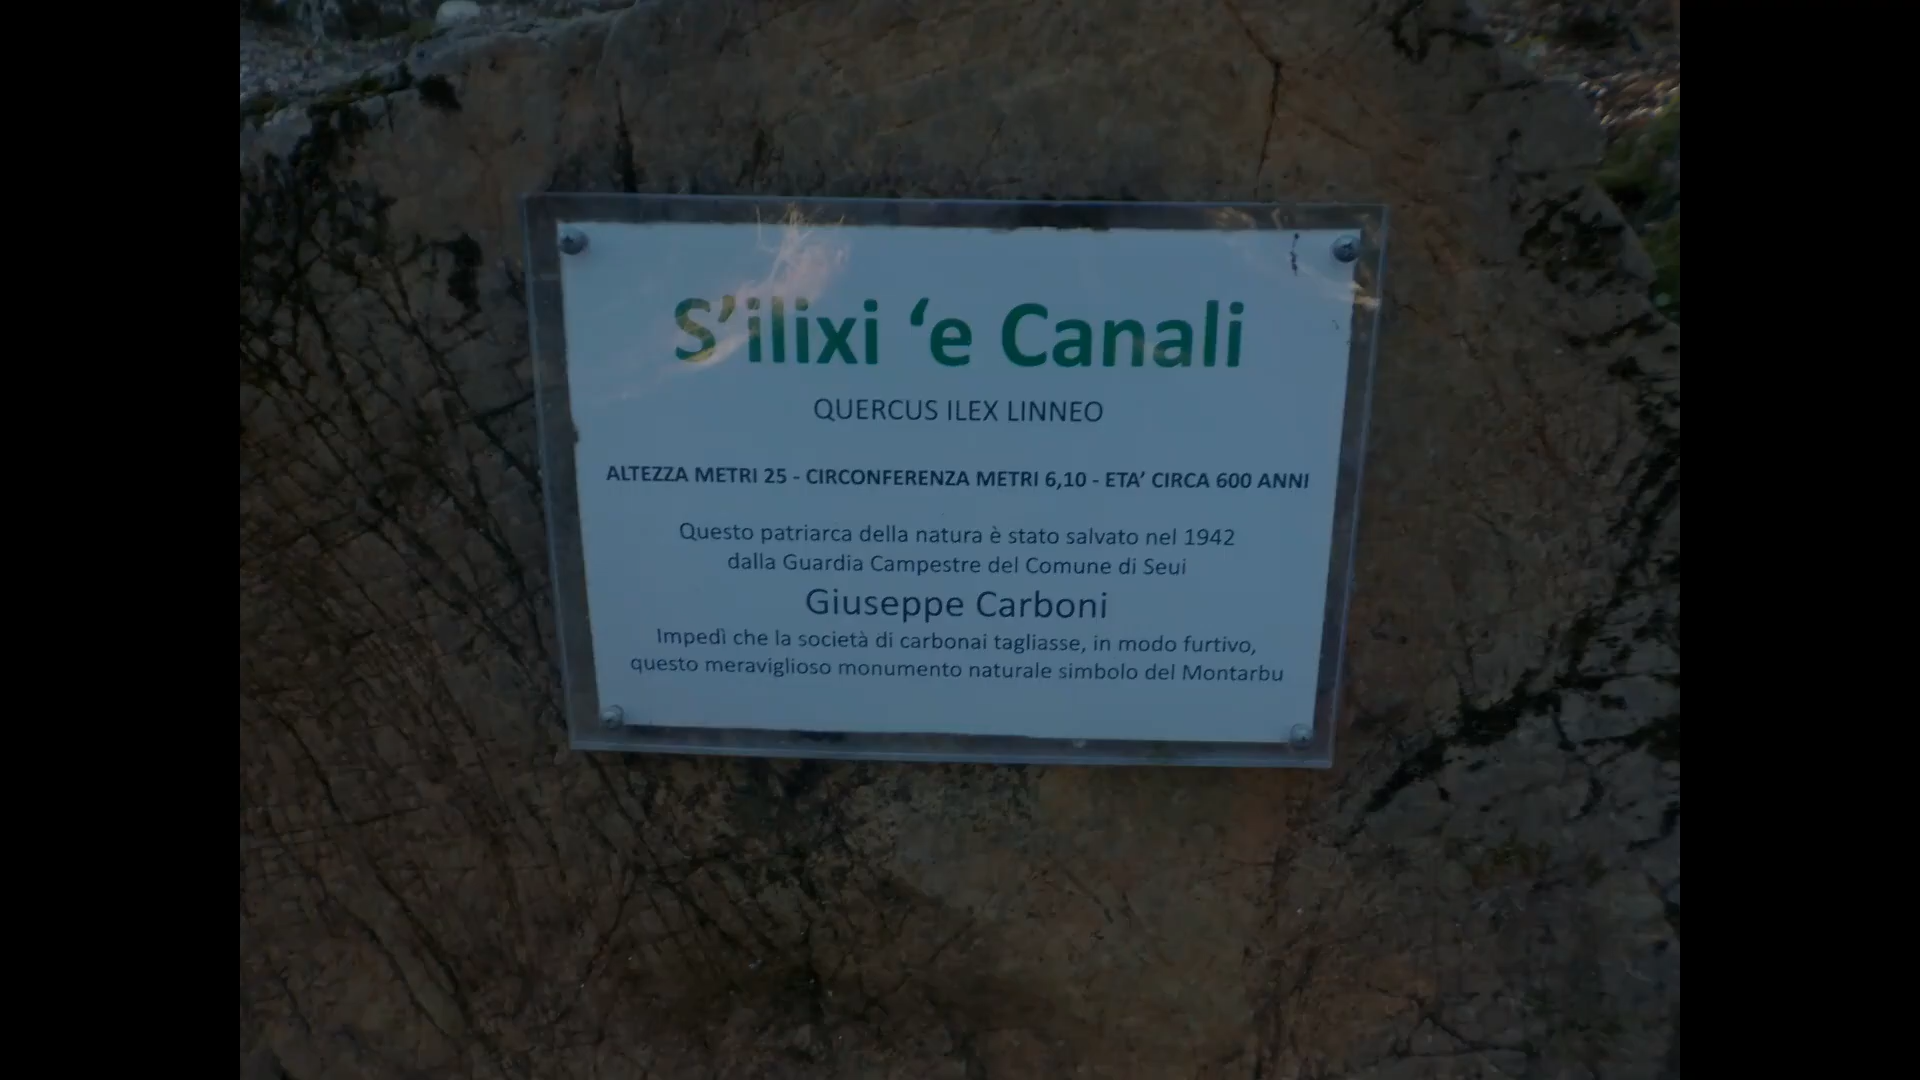 S’ilixi ‘e Canali
QUERCUS ILEX LINNEO
ALTEZZA METRI 25 - CIRCONFERENZA METRI 6,10 - ETA’ CIRCA 600 ANNI
Questo patriarca della natura è stato salvato nel 1942
dalla Guardia Campestre del Comune di Seui
Giuseppe Carboni
Impedì che la società di carbonai tagliasse, in modo furtivo,
questo meraviglioso monumento naturale simbolo del Montarbu